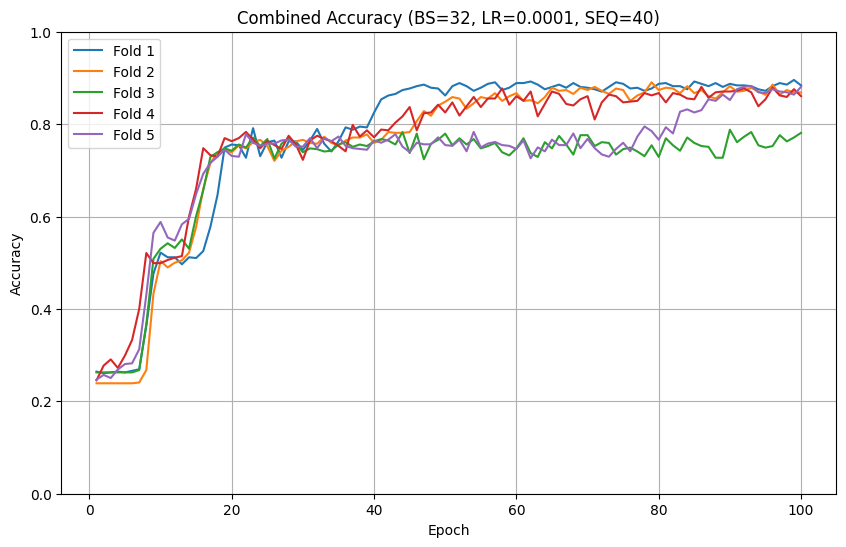 Combined Accuracy (BS=32, LR=0.0001, SEQ=40)
Fold 1
Fold 2
Fold 3
Fold 4
Fold 5
1.0
0.8
0.6
0.4
0.2
0.0
Accuracy
0 20 40 60 80 100
Epoch